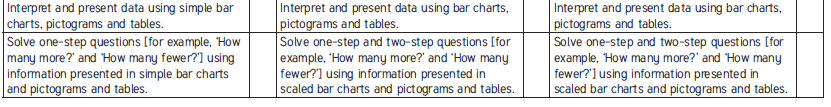 Interpret and present data using simple bar
charts, pictograms and tables.
Interpret and present data using bar charts,
pictograms and tables.
Interpret and present data using bar charts,
pictograms and tables.
Solve one-step questions [for example, ‘How
many more?’ and ‘How many fewer?’] using
information presented in simple bar charts
and pictograms and tables.
Solve one-step and two-step questions [for
example, ‘How many more?’ and ‘How many
fewer?’] using information presented in
scaled bar charts and pictograms and tables.
Solve one-step and two-step questions [for
example, ‘How many more?’ and ‘How many
fewer?’] using information presented in
scaled bar charts and pictograms and tables.